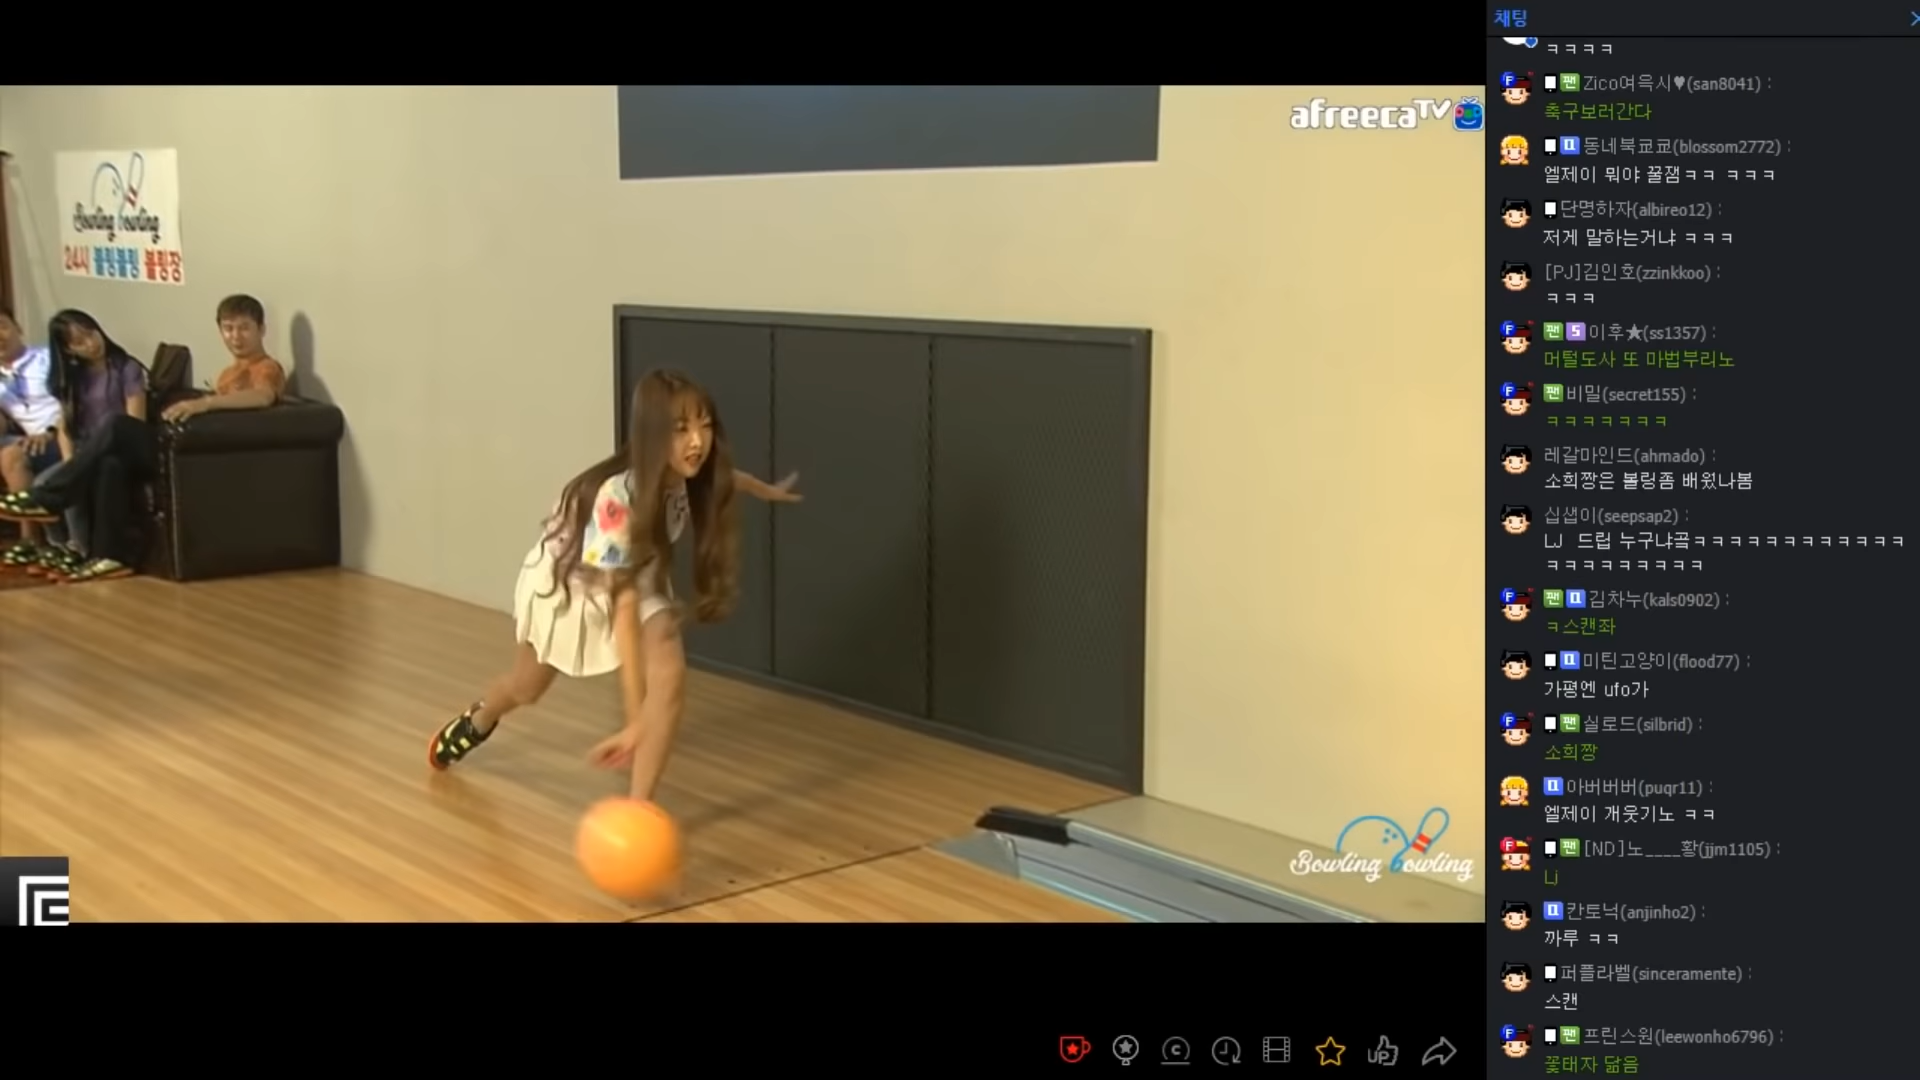 afreecaTV
Bowling bowling
24시 볼링볼링 볼링장
Bowling bowling
채팅
ㅋㅋㅋㅋ
팬 Zico여윽시♥(san8041) :
축구보러간다
동네북쿄쿄(blossom2772) :
엘제이 뭐야 꿀잼ㅋㅋ ㅋㅋㅋ
단명하자(albireo12) :
저게 말하는거냐 ㅋㅋㅋ
[PJ]김인호(zzinkkoo) :
ㅋㅋㅋ
팬 S 이후★(ss1357) :
머털도사 또 마법부리노
팬 비밀(secret155) :
ㅋㅋㅋㅋㅋㅋㅋ
레갈마인드(ahmado) :
소희짱은 볼링좀 배웠나봄
십샙이(seepsap2) :
LJ 드립 누구냐곸ㅋㅋㅋㅋㅋㅋㅋㅋㅋㅋㅋㅋ
ㅋㅋㅋㅋㅋㅋㅋㅋㅋ
팬 김차누(kals0902) :
ㅋ스캔좌
미틴고양이(flood77) :
가평엔 ufo가
팬 실로드(silbrid) :
소희짱
아버버버(puqr11) :
엘제이 개웃기노 ㅋㅋ
팬 [ND]노____황(jjm1105) :
Lj
칸토닉(anjinho2) :
까루 ㅋㅋ
퍼플라벨(sinceramente) :
스캔
팬 프린스원(leewonho6796) :
꽃태자 닮음
UP